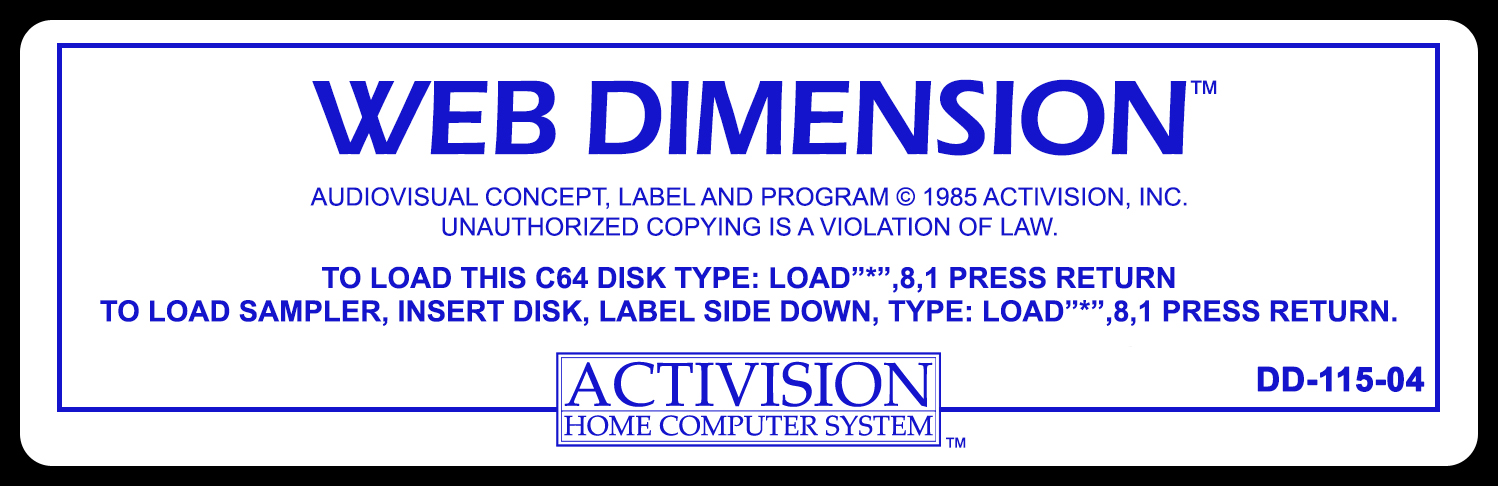 WEB DIMENSION™
AUDIOVISUAL CONCEPT, LABEL AND PROGRAM © 1985 ACTIVISION, INC.
UNAUTHORIZED COPYING IS A VIOLATION OF LAW.
TO LOAD THIS C64 DISK TYPE: LOAD”*”,8,1 PRESS RETURN
TO LOAD SAMPLER, INSERT DISK, LABEL SIDE DOWN, TYPE: LOAD”*”,8,1 PRESS RETURN.
DD-115-04
ACTIVISION
HOME COMPUTER SYSTEM™